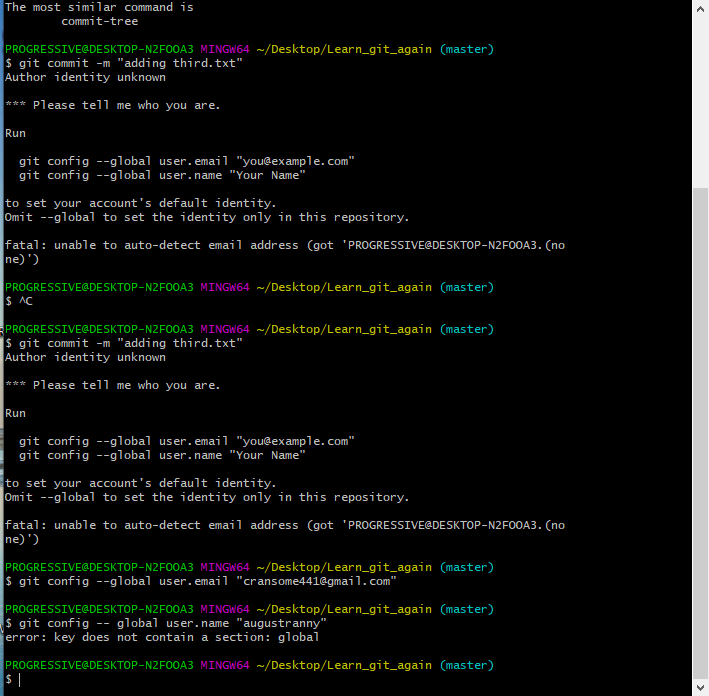 The most similar command is
        commit-tree
PROGRESSIVE@DESKTOP-N2FOOA3 MINGW64 ~/Desktop/Learn_git_again (master)
$ git commit -m "adding third.txt"
Author identity unknown
*** Please tell me who you are.
Run
  git config --global user.email "you@example.com"
  git config --global user.name "Your Name"
to set your account's default identity.
Omit --global to set the identity only in this repository.
fatal: unable to auto-detect email address (got 'PROGRESSIVE@DESKTOP-N2FOOA3.(no
ne)')
PROGRESSIVE@DESKTOP-N2FOOA3 MINGW64 ~/Desktop/Learn_git_again (master)
$ ^C
PROGRESSIVE@DESKTOP-N2FOOA3 MINGW64 ~/Desktop/Learn_git_again (master)
$ git commit -m "adding third.txt"
Author identity unknown
*** Please tell me who you are.
Run
  git config --global user.email "you@example.com"
  git config --global user.name "Your Name"
to set your account's default identity.
Omit --global to set the identity only in this repository.
fatal: unable to auto-detect email address (got 'PROGRESSIVE@DESKTOP-N2FOOA3.(no
ne)')
PROGRESSIVE@DESKTOP-N2FOOA3 MINGW64 ~/Desktop/Learn_git_again (master)
$ git config --global user.email "cransome441@gmail.com"
PROGRESSIVE@DESKTOP-N2FOOA3 MINGW64 ~/Desktop/Learn_git_again (master)
$ git config -- global user.name "augustranny"
error: key does not contain a section: global
PROGRESSIVE@DESKTOP-N2FOOA3 MINGW64 ~/Desktop/Learn_git_again (master)
$